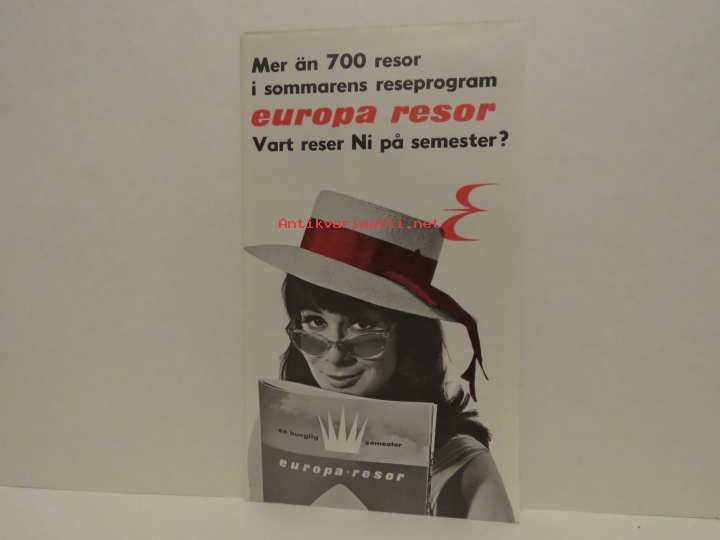 Mer än 700 resor
i sommarens reseprogram
europa resor
Vart reser Ni på semester?
Antikvariaatti.net
en kunglig semester
europa-resor